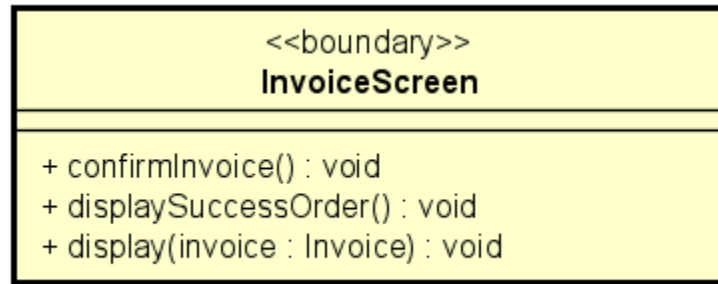 <<boundary>>
InvoiceScreen
+ confirmInvoice() : void
+ displaySuccessOrder() : void
+ display(invoice : Invoice) : void